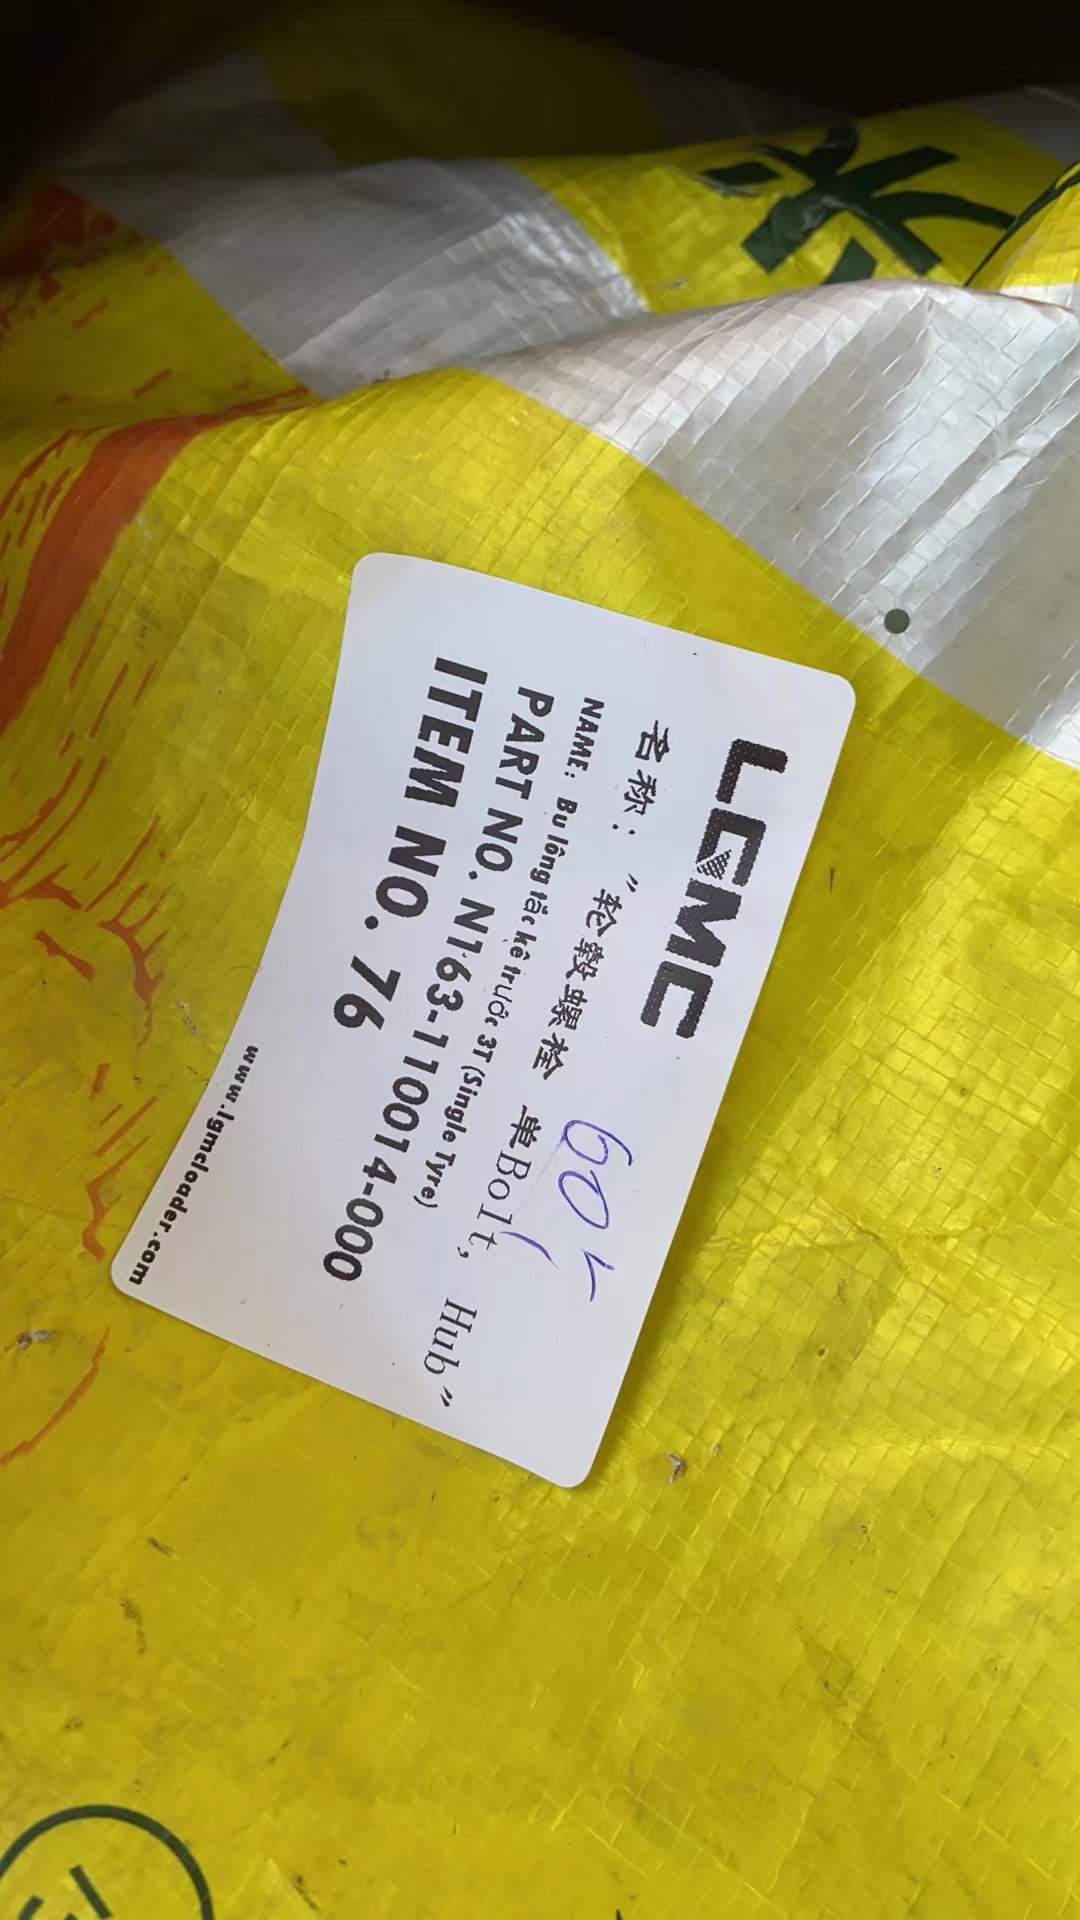 LGMC
名称："轮毂螺栓 单Bolt, Hub"
NAME: Bu lông tắc kê trước 3T(Single Tyre)
PART NO. N163-110014-000
ITEM NO. 76
www.lgmcloader.com
米